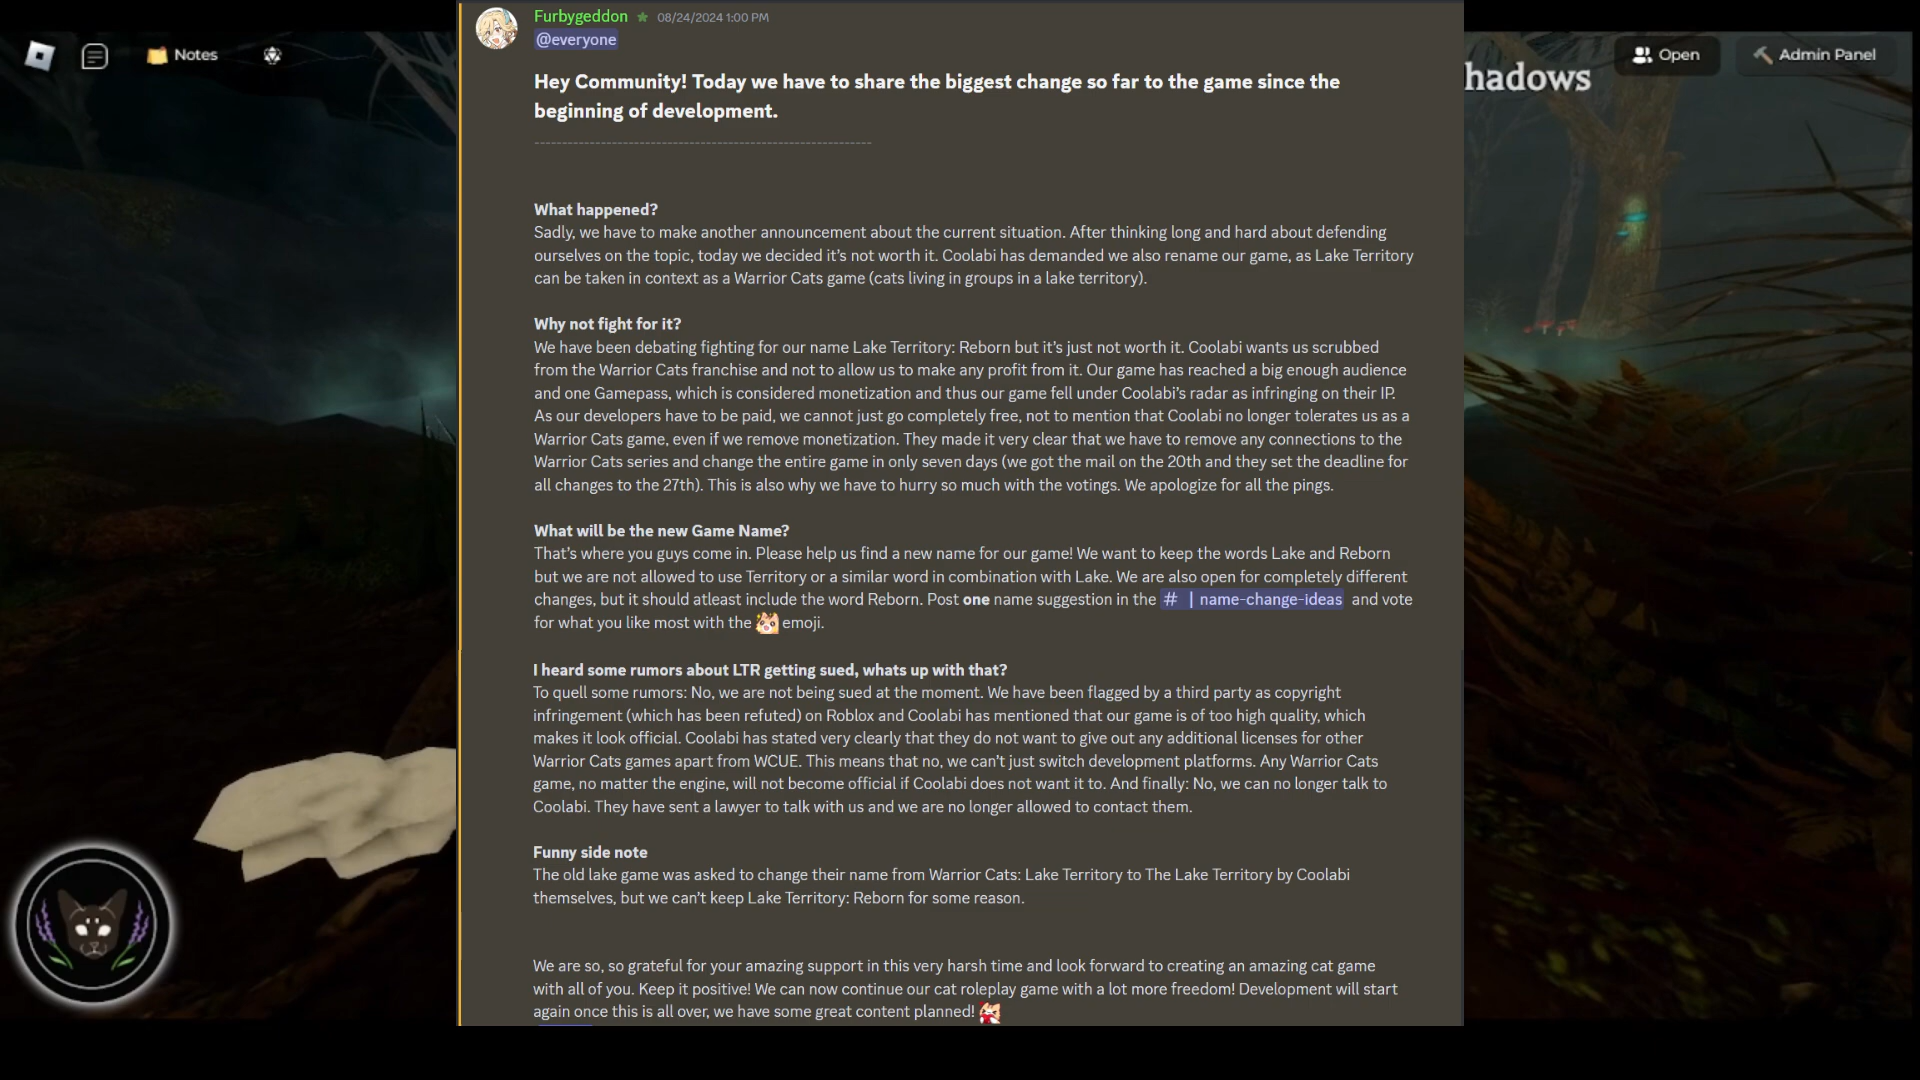 Furbygeddon 08/24/2024 1:00 PM
@everyone
Notes
hadows
Open
Admin Panel
Hey Community! Today we have to share the biggest change so far to the game since the
beginning of development.
-------------------------------------------------------------
What happened?
Sadly, we have to make another announcement about the current situation. After thinking long and hard about defending
ourselves on the topic, today we decided it's not worth it. Coolabi has demanded we also rename our game, as Lake Territory
can be taken in context as a Warrior Cats game (cats living in groups in a lake territory).
Why not fight for it?
We have been debating fighting for our name Lake Territory: Reborn but it's just not worth it. Coolabi wants us scrubbed
from the Warrior Cats franchise and not to allow us to make any profit from it. Our game has reached a big enough audience
and one Gamepass, which is considered monetization and thus our game fell under Coolabi's radar as infringing on their IP.
As our developers have to be paid, we cannot just go completely free, not to mention that Coolabi no longer tolerates us as a
Warrior Cats game, even if we remove monetization. They made it very clear that we have to remove any connections to the
Warrior Cats series and change the entire game in only seven days (we got the mail on the 20th and they set the deadline for
all changes to the 27th). This is also why we have to hurry so much with the votings. We apologize for all the pings.
What will be the new Game Name?
That's where you guys come in. Please help us find a new name for our game! We want to keep the words Lake and Reborn
but we are not allowed to use Territory or a similar word in combination with Lake. We are also open for completely different
changes, but it should atleast include the word Reborn. Post one name suggestion in the # | name-change-ideas and vote
for what you like most with the emoji.
I heard some rumors about LTR getting sued, whats up with that?
To quell some rumors: No, we are not being sued at the moment. We have been flagged by a third party as copyright
infringement (which has been refuted) on Roblox and Coolabi has mentioned that our game is of too high quality, which
makes it look official. Coolabi has stated very clearly that they do not want to give out any additional licenses for other
Warrior Cats games apart from WCUE. This means that no, we can't just switch development platforms. Any Warrior Cats
game, no matter the engine, will not become official if Coolabi does not want it to. And finally: No, we can no longer talk to
Coolabi. They have sent a lawyer to talk with us and we are no longer allowed to contact them.
Funny side note
The old lake game was asked to change their name from Warrior Cats: Lake Territory to The Lake Territory by Coolabi
themselves, but we can't keep Lake Territory: Reborn for some reason.
We are so, so grateful for your amazing support in this very harsh time and look forward to creating an amazing cat game
with all of you. Keep it positive! We can now continue our cat roleplay game with a lot more freedom! Development will start
again once this is all over, we have some great content planned!